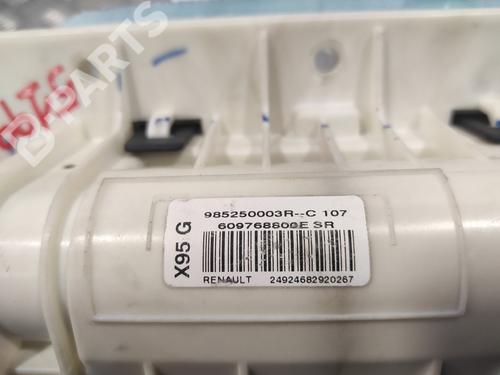 B-PARTS
X95 G
985250003R--C 107
609768800E SR
RENAULT 24924682920267